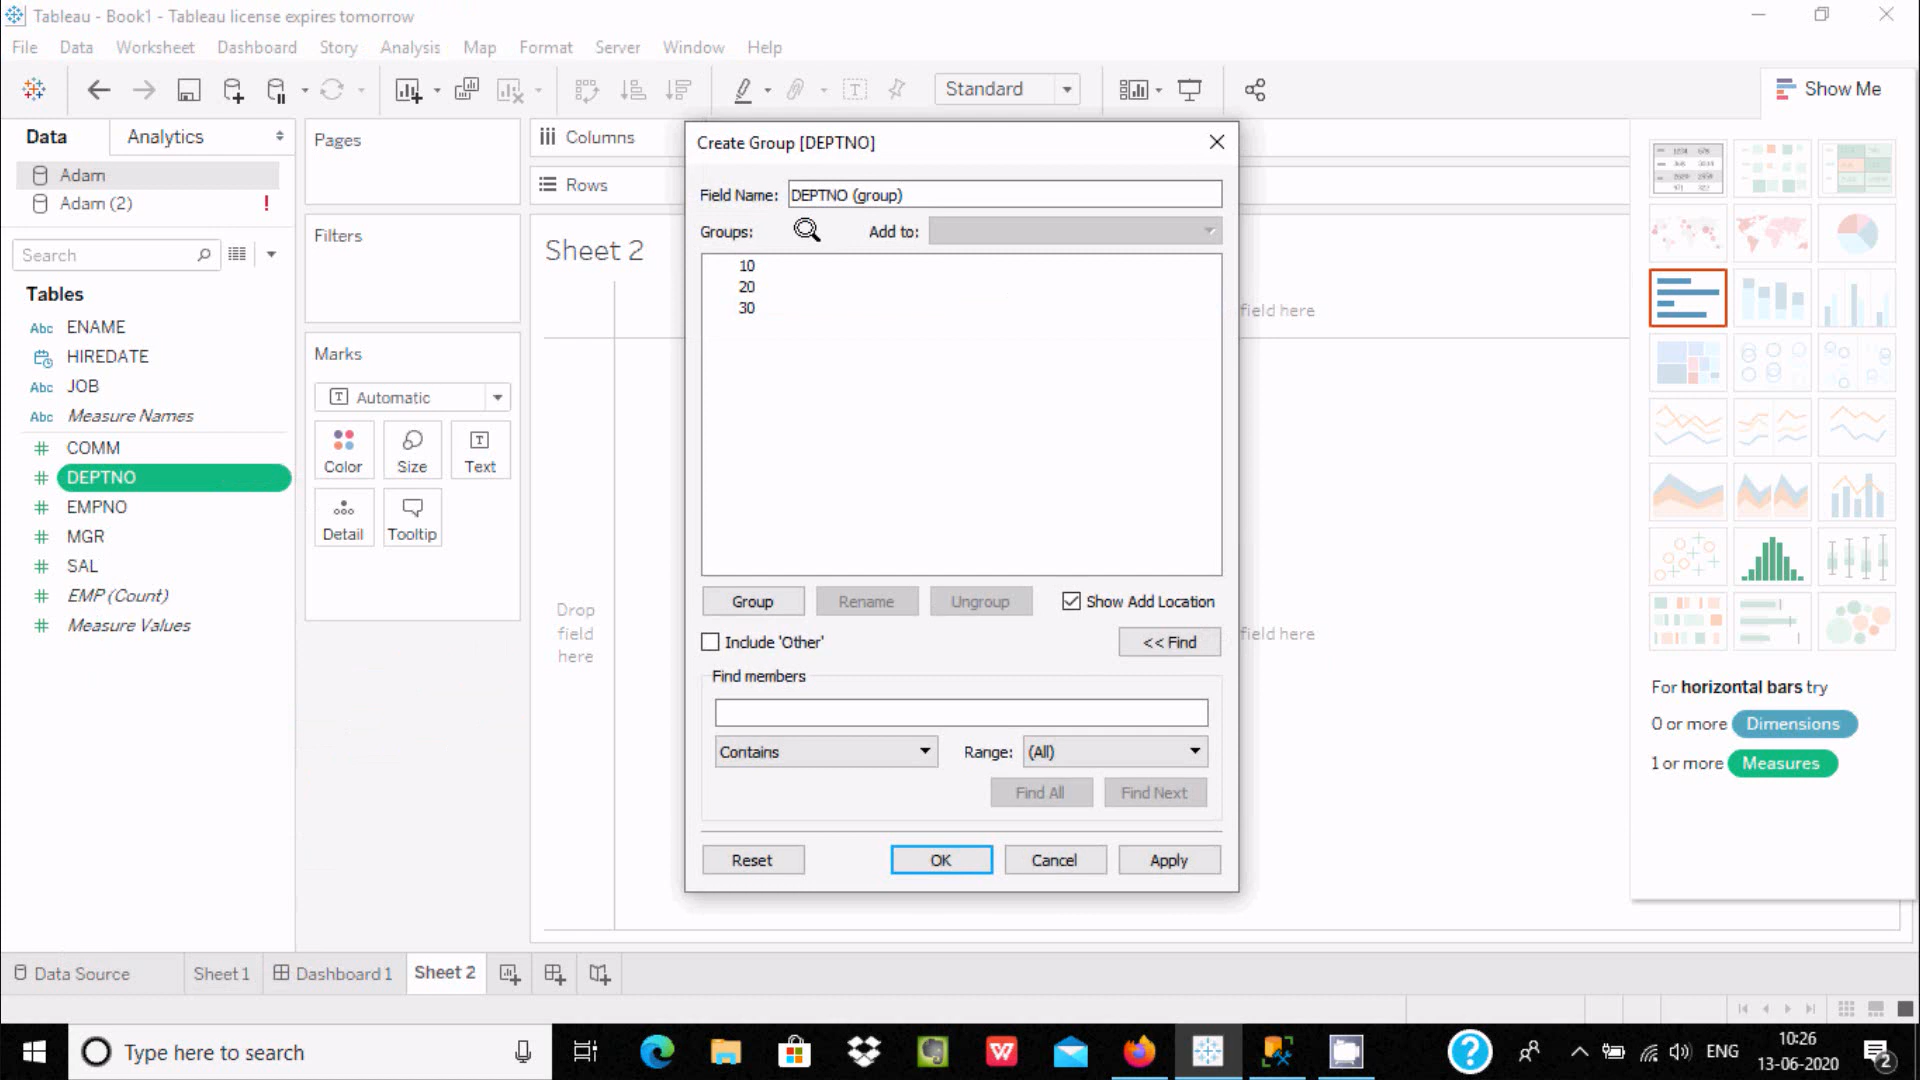 Tableau - Book1 - Tableau license expires tomorrow
File Data Worksheet Dashboard Story Analysis Map Format Server Window Help
Standard
Show Me
Data
Analytics
Adam
Adam (2) !
Search
Tables
Abc ENAME
HIREDATE
Abc JOB
Abc Measure Names
# COMM
# DEPTNO
# EMPNO
# MGR
# SAL
# EMP (Count)
# Measure Values
Pages
Filters
Marks
Automatic
Color
Size
Text
Detail
Tooltip
Columns
Rows
Sheet 2
Drop
field
here
field here
field here
Create Group [DEPTNO]
Field Name: DEPTNO (group)
Groups:
Add to:
10
20
30
Group
Rename
Ungroup
Show Add Location
Include 'Other'
<< Find
Find members
Contains
Range: (All)
Find All
Find Next
Reset
OK
Cancel
Apply
For horizontal bars try
0 or more Dimensions
1 or more Measures
Data Source
Sheet 1
Dashboard 1
Sheet 2
Type here to search
ENG
10:26
13-06-2020
2